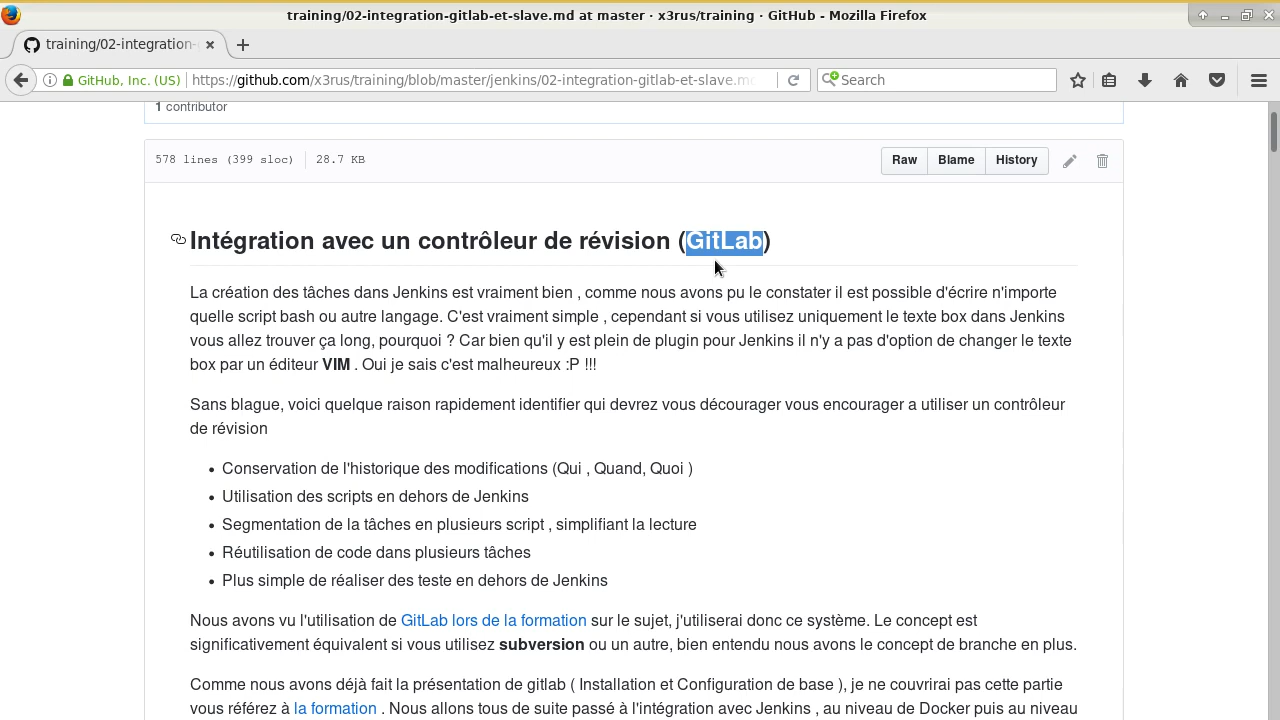 training/02-integration-gitlab-et-slave.md at master · x3rus/training · GitHub - Mozilla Firefox
training/02-integration-
GitHub, Inc. (US)
https://github.com/x3rus/training/blob/master/jenkins/02-integration-gitlab-et-slave.md
Search
1 contributor
578 lines (399 sloc)
28.7 KB
Raw
Blame
History
Intégration avec un contrôleur de révision (GitLab)
La création des tâches dans Jenkins est vraiment bien , comme nous avons pu le constater il est possible d'écrire n'importe
quelle script bash ou autre langage. C'est vraiment simple , cependant si vous utilisez uniquement le texte box dans Jenkins
vous allez trouver ça long, pourquoi ? Car bien qu'il y est plein de plugin pour Jenkins il n'y a pas d'option de changer le texte
box par un éditeur VIM . Oui je sais c'est malheureux :P !!!
Sans blague, voici quelque raison rapidement identifier qui devrez vous décourager vous encourager a utiliser un contrôleur
de révision
• Conservation de l'historique des modifications (Qui , Quand, Quoi )
• Utilisation des scripts en dehors de Jenkins
• Segmentation de la tâches en plusieurs script , simplifiant la lecture
• Réutilisation de code dans plusieurs tâches
• Plus simple de réaliser des teste en dehors de Jenkins
Nous avons vu l'utilisation de GitLab lors de la formation sur le sujet, j'utiliserai donc ce système. Le concept est
significativement équivalent si vous utilisez subversion ou un autre, bien entendu nous avons le concept de branche en plus.
Comme nous avons déjà fait la présentation de gitlab ( Installation et Configuration de base ), je ne couvrirai pas cette partie
vous référez à la formation . Nous allons tous de suite passé à l'intégration avec Jenkins , au niveau de Docker puis au niveau